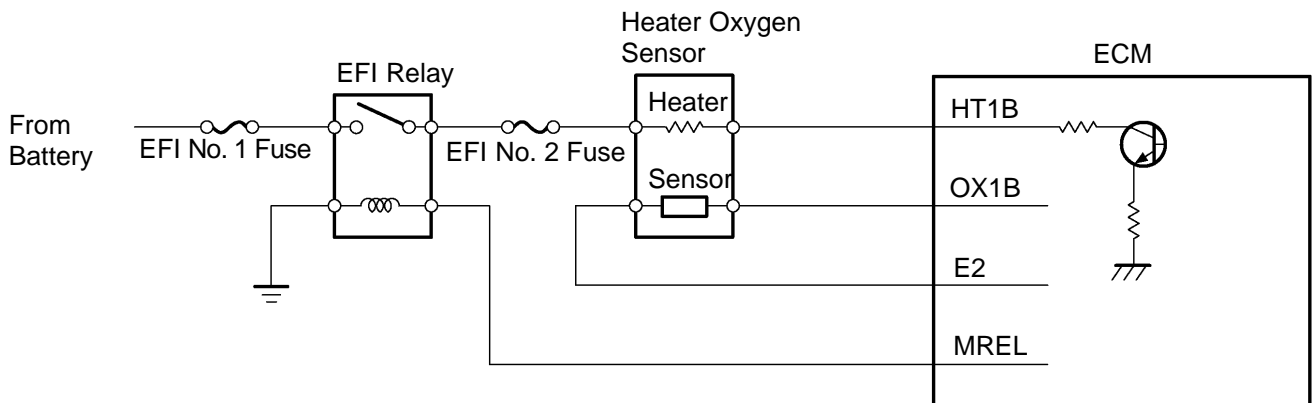 Heater Oxygen
Sensor
EFI Relay
ECM
Heater
HT1B
From
Battery
EFI No. 1 Fuse
EFI No. 2 Fuse
Sensor
OX1B
E2
MREL